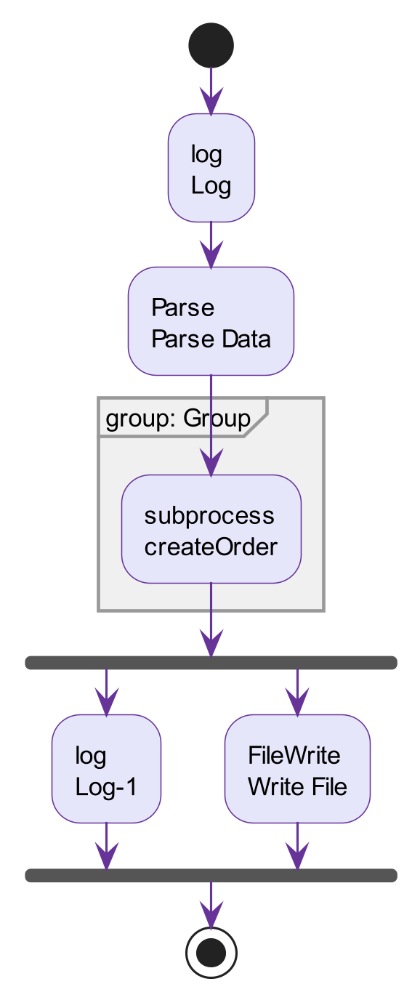 log
Log
Parse
Parse Data
group: Group
subprocess
createOrder
log
Log-1
FileWrite
Write File